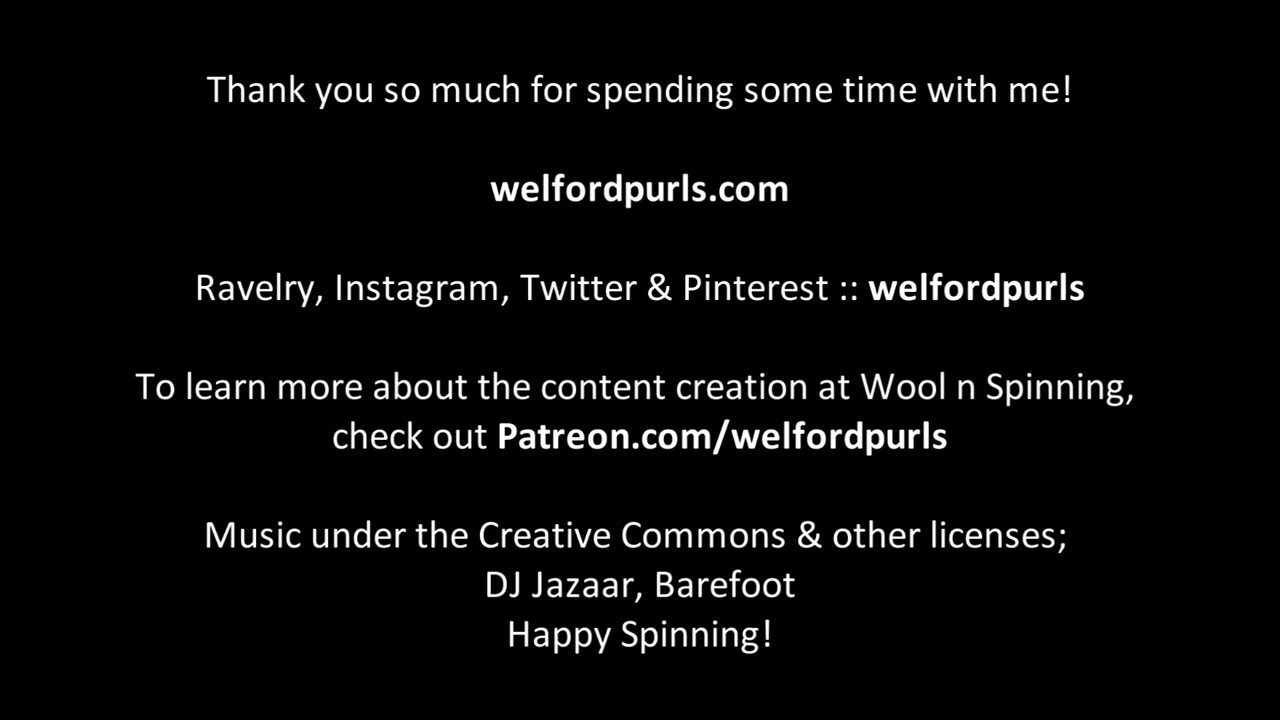 Thank you so much for spending some time with me!
welfordpurls.com
Ravelry, Instagram, Twitter & Pinterest :: welfordpurls
To learn more about the content creation at Wool n Spinning,
check out Patreon.com/welfordpurls
Music under the Creative Commons & other licenses;
DJ Jazaar, Barefoot
Happy Spinning!